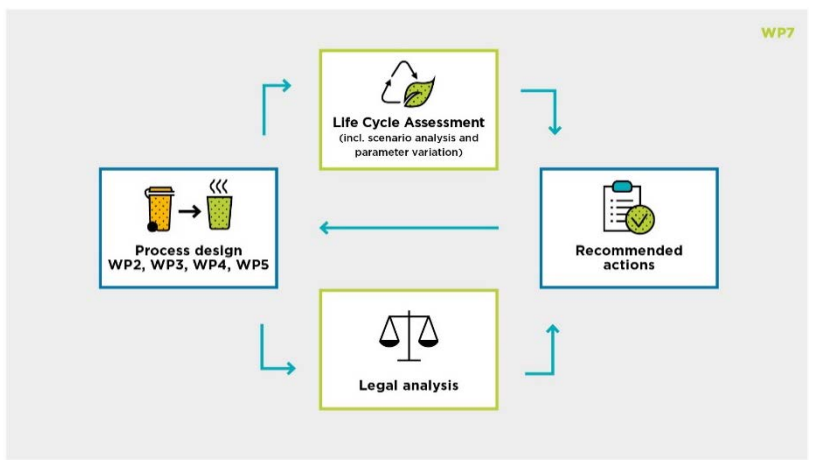 WP7
Life Cycle Assessment
(incl. scenario analysis and
parameter variation)
Process design
WP2, WP3, WP4, WP5
Recommended
actions
Legal analysis